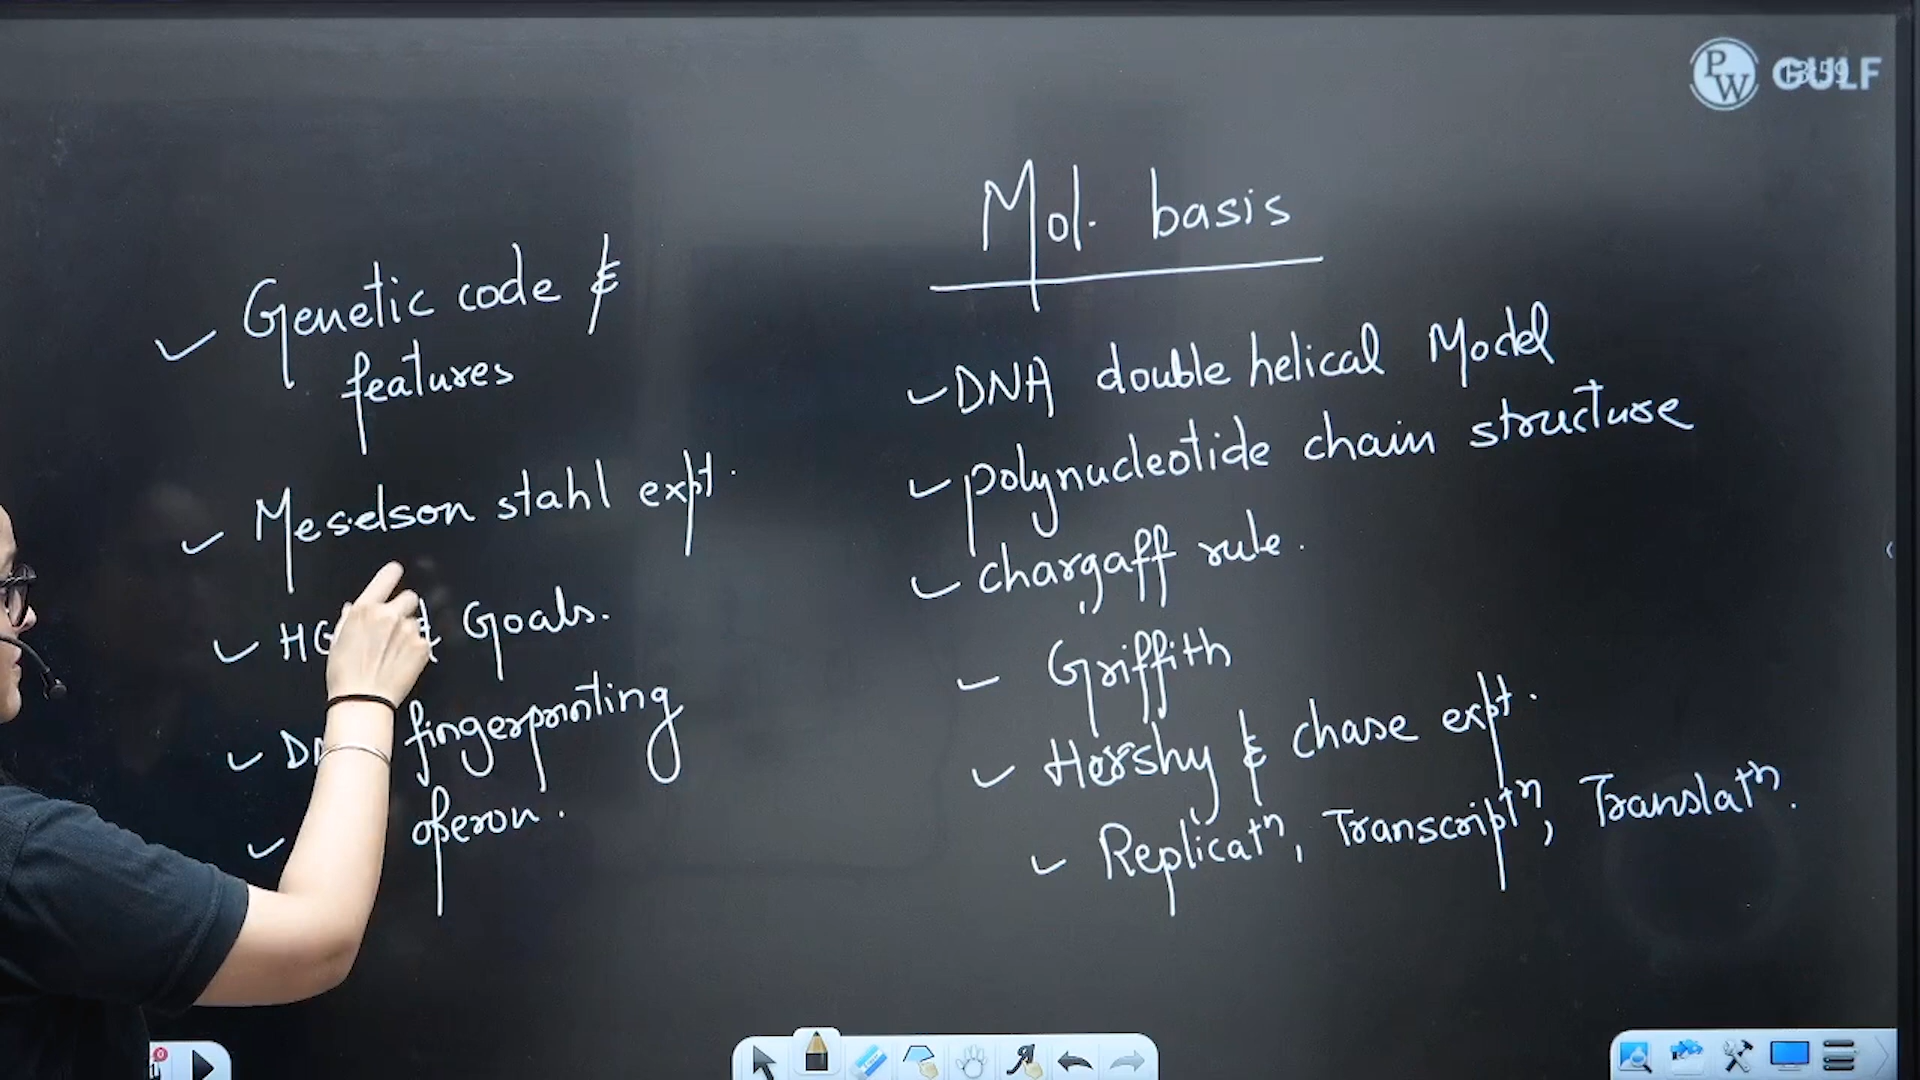 PW GULF
Mol. basis
DNA double helical Model
polynucleotide chain structure
chargaff rule.
Griffith
Hershy & chase expt.
Replicatn, Transcriptn, Translatn.
Genetic code &
features
Meselson stahl expt.
& Goals.
fingerprinting
operon.